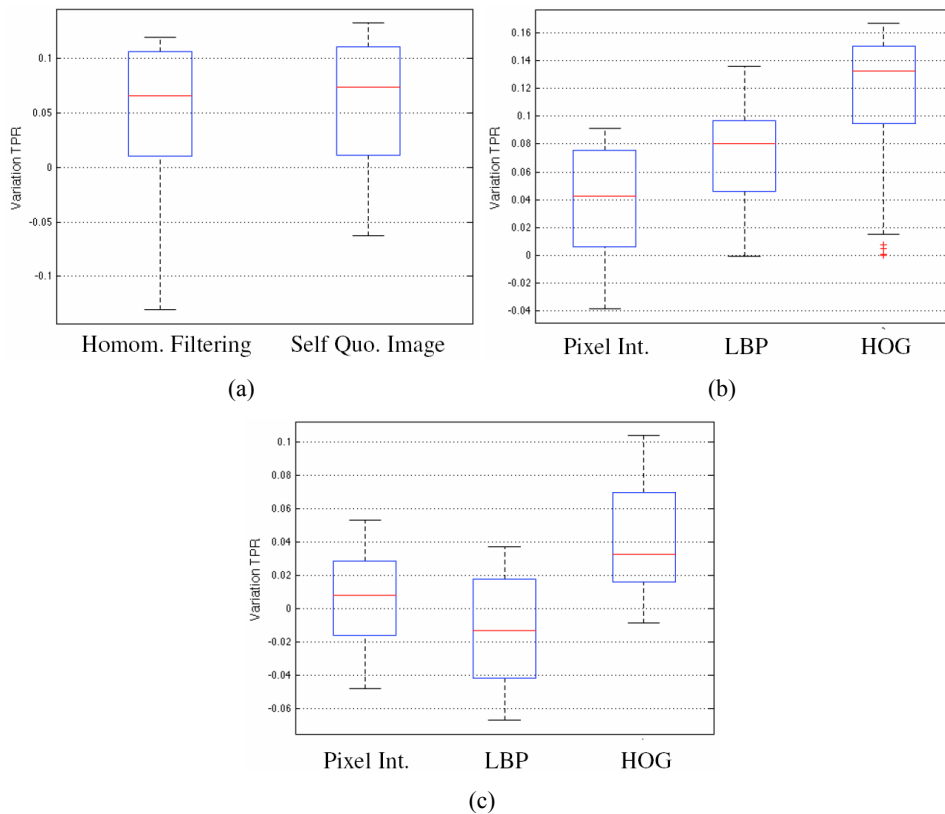 Variation TPR
0.1
0.05
0
-0.05
-0.1
Homom. Filtering Self Quo. Image
(a)
Variation TPR
0.16
0.14
0.12
0.1
0.08
0.06
0.04
0.02
0
-0.02
-0.04
Pixel Int. LBP HOG
(b)
Variation TPR
0.1
0.08
0.06
0.04
0.02
0
-0.02
-0.04
-0.06
Pixel Int. LBP HOG
(c)